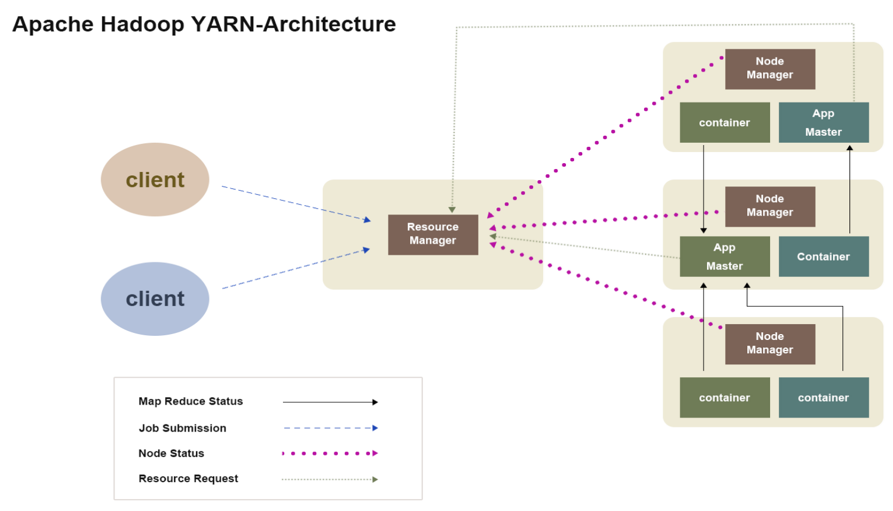 Apache Hadoop YARN-Architecture
client
client
Resource
Manager
Node
Manager
container
App
Master
Node
Manager
App
Master
Container
Node
Manager
container
container
Map Reduce Status
Job Submission
Node Status
Resource Request